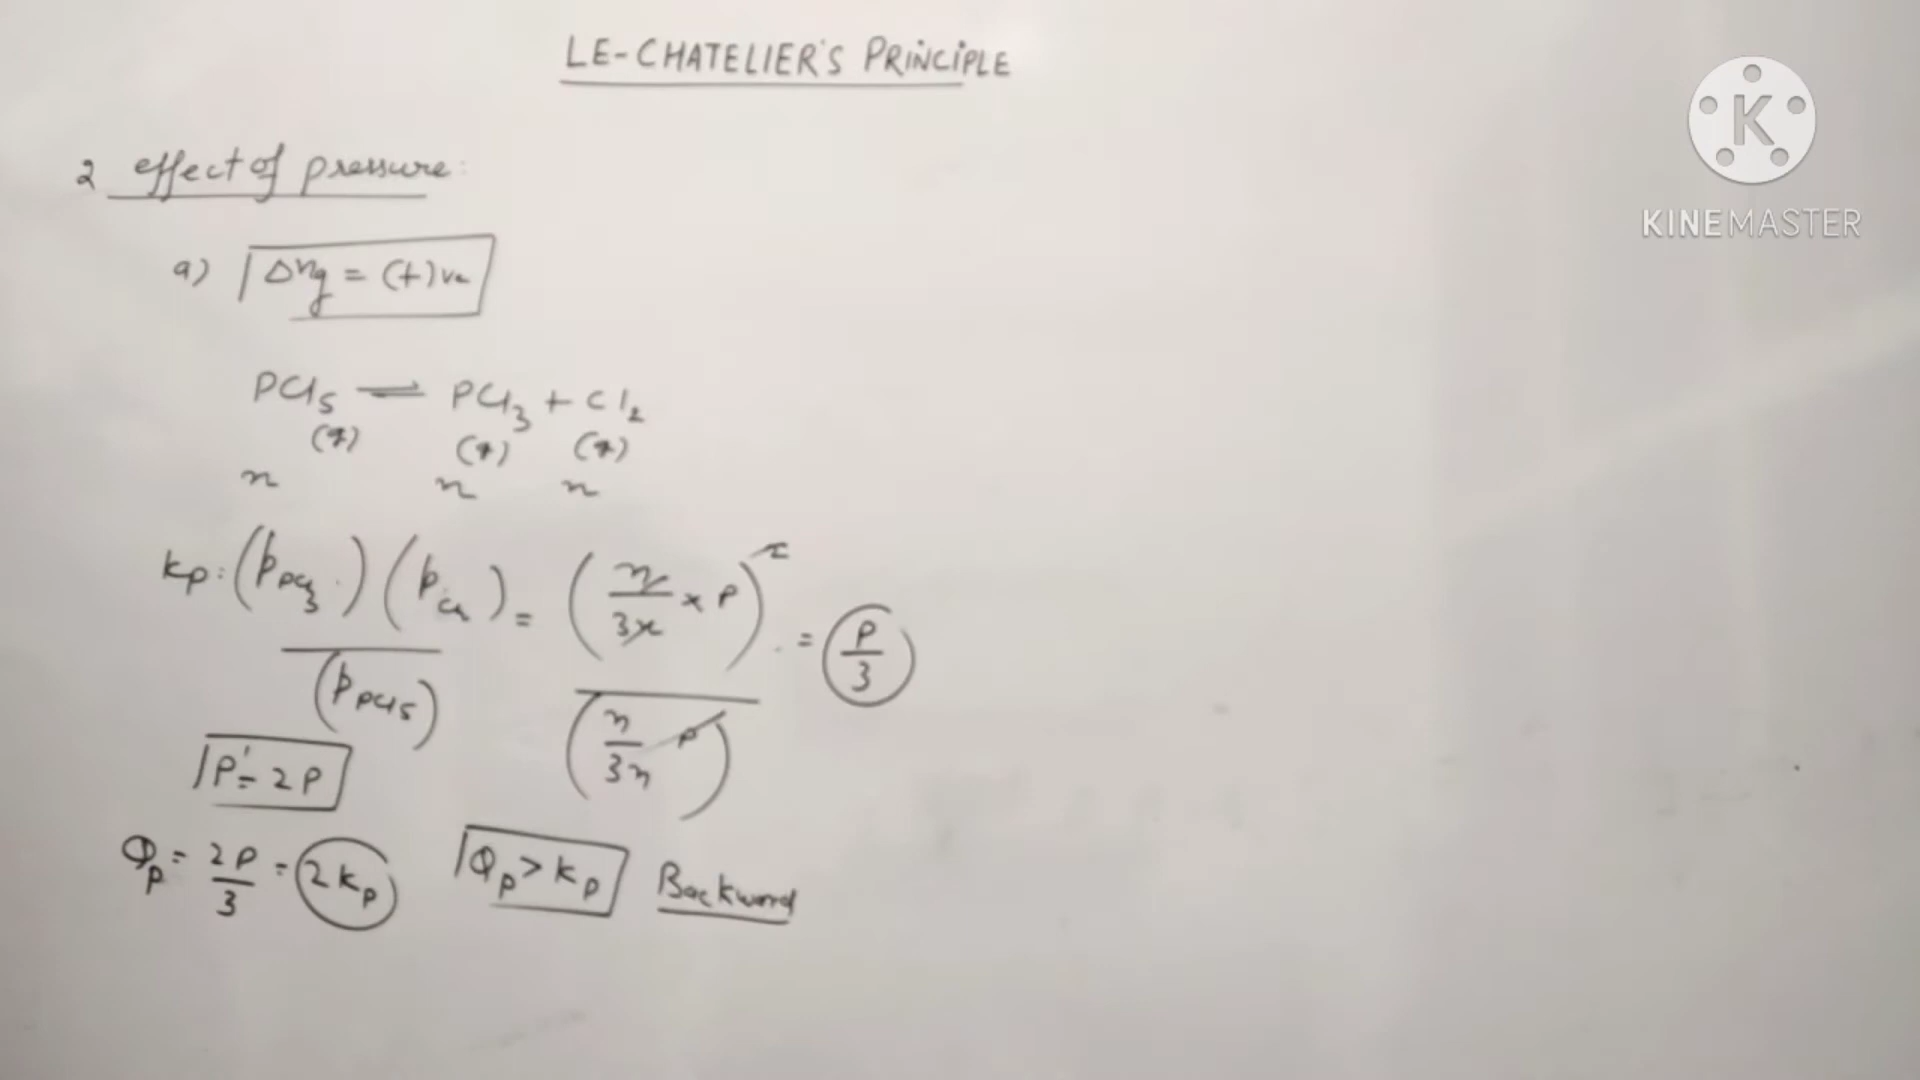 LE-CHATELIER'S PRINCIPLE
K
KINEMASTER
2 effect of pressure:
a) Δng = (+)ve
PCl5 ⇌ PCl3 + Cl2
(g) (g) (g)
n n n
Kp: (pPCl3) (pCl2) / (pPCl5) = (n/3n × P)² / (n/3n P) = P/3
P' = 2P
Qp = 2P/3 = 2Kp Qp > Kp Backward